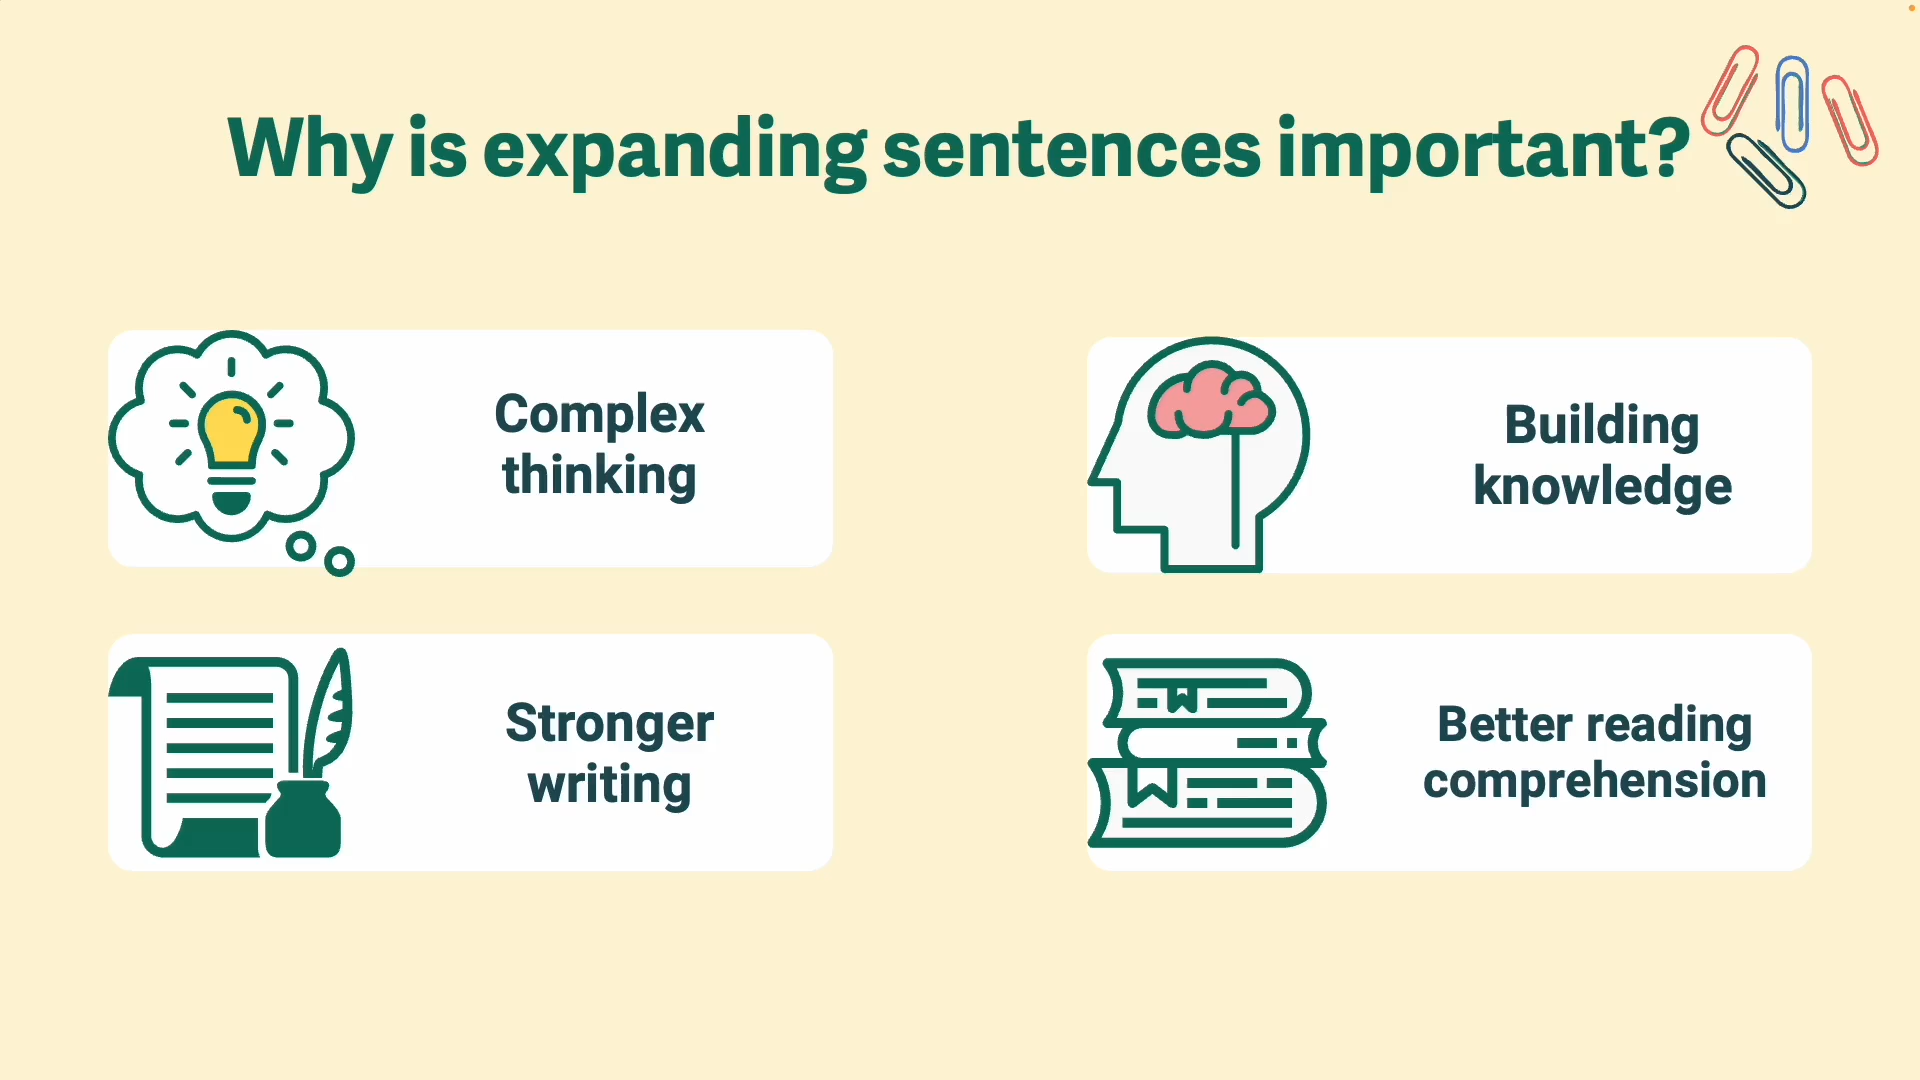 Why is expanding sentences important?
Complex
thinking
Building
knowledge
Stronger
writing
Better reading
comprehension